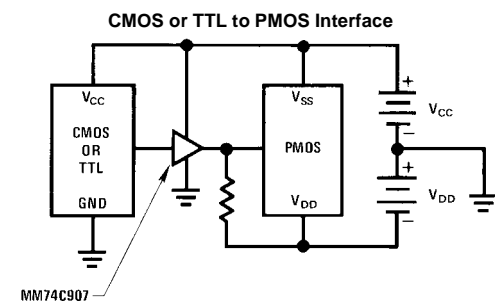 CMOS or TTL to PMOS Interface
VCC
CMOS
OR
TTL
GND
VSS
PMOS
VDD
+
VCC
−
+
VDD
−
MM74C907